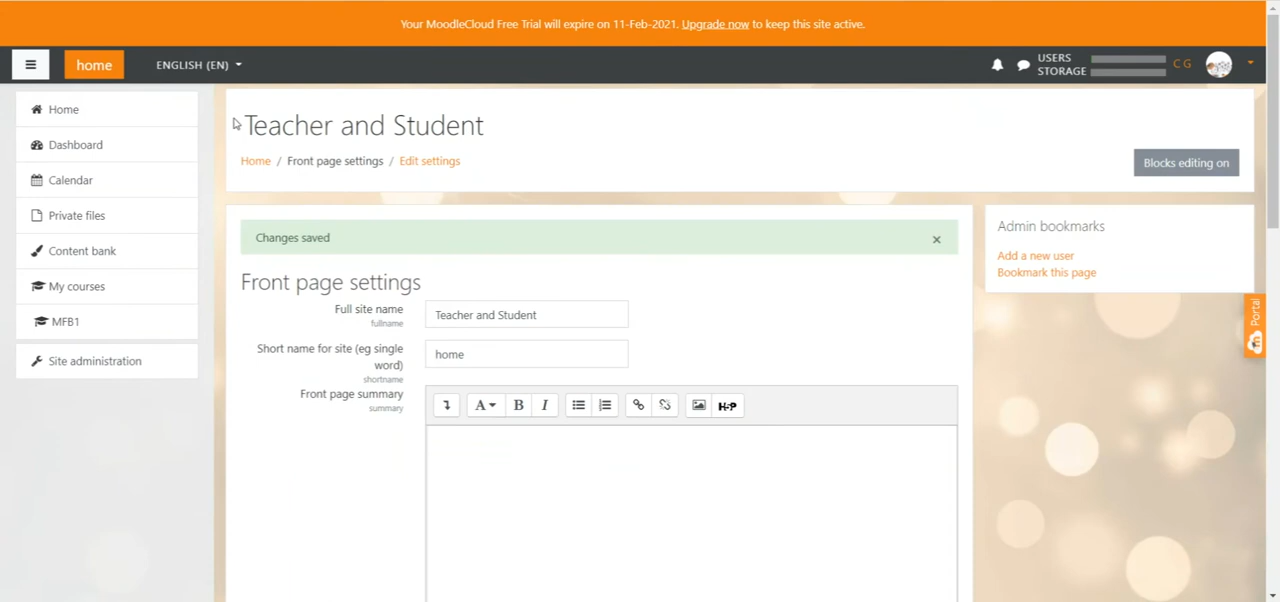 Your MoodleCloud Free Trial will expire on 11-Feb-2021. Upgrade now to keep this site active.
home
ENGLISH (EN)
USERS
STORAGE
C G
Home
Dashboard
Calendar
Private files
Content bank
My courses
MFB1
Site administration
Teacher and Student
Home / Front page settings / Edit settings
Blocks editing on
Changes saved
×
Front page settings
Full site name
fullname
Teacher and Student
Short name for site (eg single
word)
shortname
home
Front page summary
summary
A B I
H-P
Admin bookmarks
Add a new user
Bookmark this page
Portal